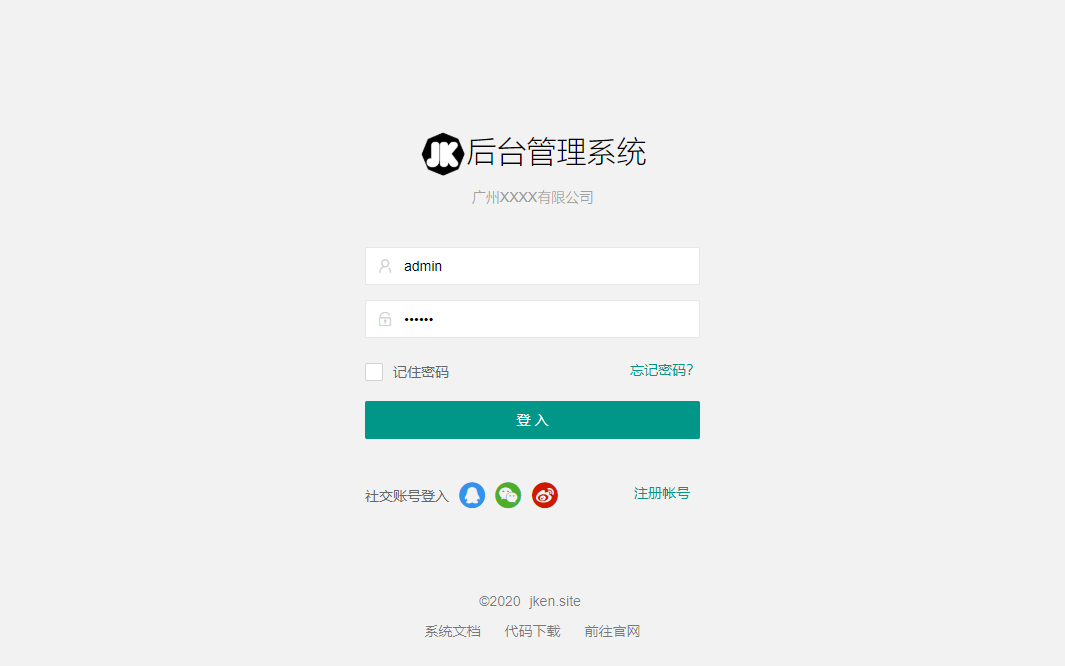 JK后台管理系统
广州XXXX有限公司
admin
••••••
记住密码 忘记密码?
登 入
社交账号登入 注册帐号
©2020 jken.site
系统文档 代码下载 前往官网